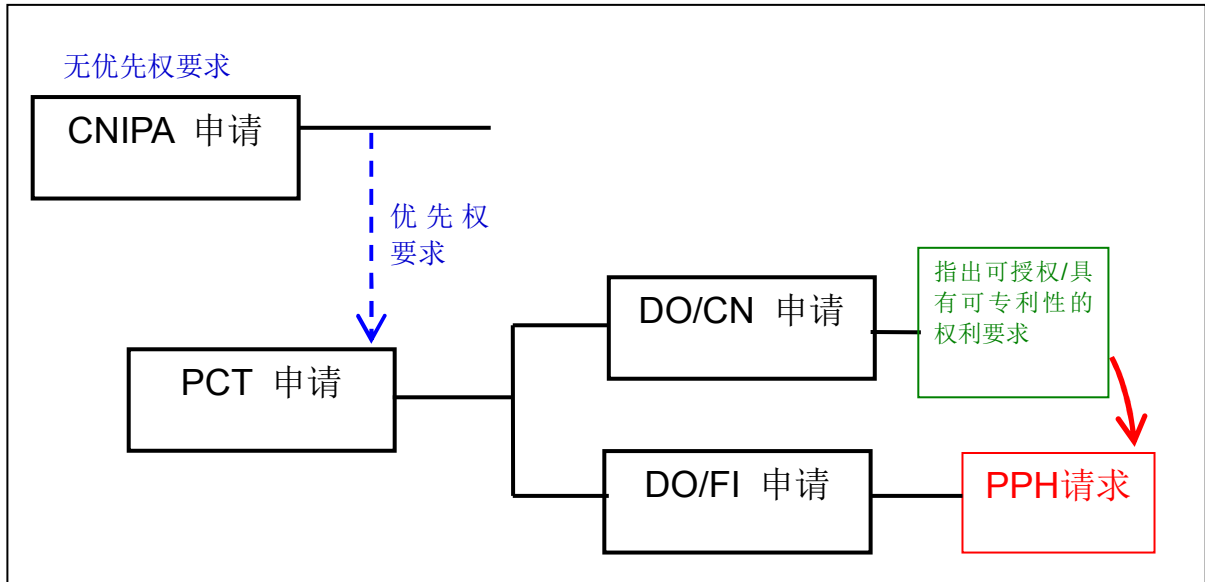 无优先权要求
CNIPA 申请
优先权
要求
PCT 申请
DO/CN 申请
指出可授权/具
有可专利性的
权利要求
DO/FI 申请
PPH请求